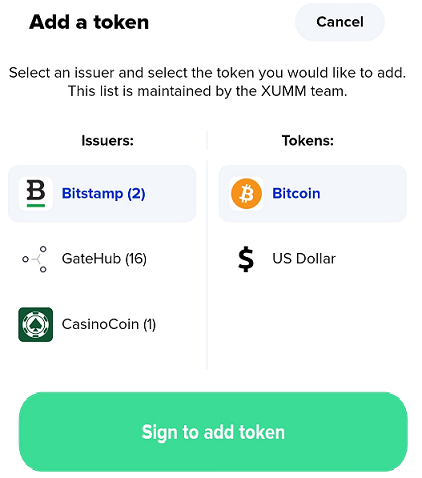 Add a token
Cancel
Select an issuer and select the token you would like to add.
This list is maintained by the XUMM team.
Issuers:
Tokens:
Bitstamp (2)
Bitcoin
GateHub (16)
US Dollar
CasinoCoin (1)
Sign to add token